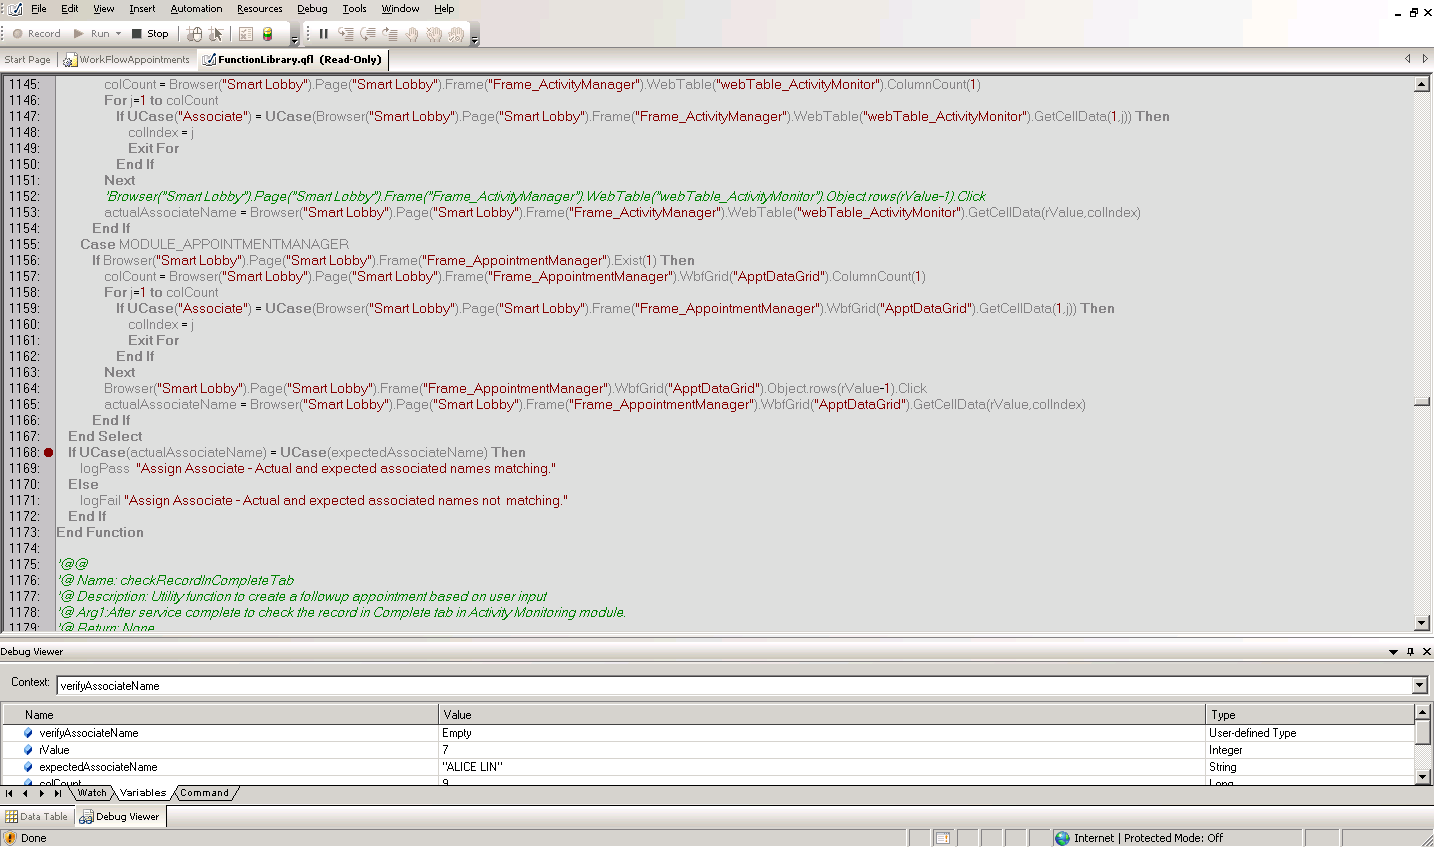 File Edit View Insert Automation Resources Debug Tools Window Help
Record Run Stop
Start Page WorkFlowAppointments FunctionLibrary.qfl (Read-Only)
1145: colCount = Browser("Smart Lobby").Page("Smart Lobby").Frame("Frame_ActivityManager").WebTable("webTable_ActivityMonitor").ColumnCount(1)
1146: For j=1 to colCount
1147: If UCase("Associate") = UCase(Browser("Smart Lobby").Page("Smart Lobby").Frame("Frame_ActivityManager").WebTable("webTable_ActivityMonitor").GetCellData(1,j)) Then
1148: colIndex = j
1149: Exit For
1150: End If
1151: Next
1152: 'Browser("Smart Lobby").Page("Smart Lobby").Frame("Frame_ActivityManager").WebTable("webTable_ActivityMonitor").Object.rows(rValue-1).Click
1153: actualAssociateName = Browser("Smart Lobby").Page("Smart Lobby").Frame("Frame_ActivityManager").WebTable("webTable_ActivityMonitor").GetCellData(rValue,colIndex)
1154: End If
1155: Case MODULE_APPOINTMENTMANAGER
1156: If Browser("Smart Lobby").Page("Smart Lobby").Frame("Frame_AppointmentManager").Exist(1) Then
1157: colCount = Browser("Smart Lobby").Page("Smart Lobby").Frame("Frame_AppointmentManager").WbfGrid("ApptDataGrid").ColumnCount(1)
1158: For j=1 to colCount
1159: If UCase("Associate") = UCase(Browser("Smart Lobby").Page("Smart Lobby").Frame("Frame_AppointmentManager").WbfGrid("ApptDataGrid").GetCellData(1,j)) Then
1160: colIndex = j
1161: Exit For
1162: End If
1163: Next
1164: Browser("Smart Lobby").Page("Smart Lobby").Frame("Frame_AppointmentManager").WbfGrid("ApptDataGrid").Object.rows(rValue-1).Click
1165: actualAssociateName = Browser("Smart Lobby").Page("Smart Lobby").Frame("Frame_AppointmentManager").WbfGrid("ApptDataGrid").GetCellData(rValue,colIndex)
1166: End If
1167: End Select
1168: If UCase(actualAssociateName) = UCase(expectedAssociateName) Then
1169: logPass "Assign Associate - Actual and expected associated names matching."
1170: Else
1171: logFail "Assign Associate - Actual and expected associated names not matching."
1172: End If
1173: End Function
1174:
1175: '@@
1176: '@ Name: checkRecordInCompleteTab
1177: '@ Description: Utility function to create a followup appointment based on user input
1178: '@ Arg1:After service complete to check the record in Complete tab in Activity Monitoring module.
1179: '@ Return: None
Debug Viewer
Context: verifyAssociateName
Name Value Type
verifyAssociateName Empty User-defined Type
rValue 7 Integer
expectedAssociateName "ALICE LIN" String
colCount 9 Long
Watch Variables Command
Data Table Debug Viewer
Done Internet | Protected Mode: Off